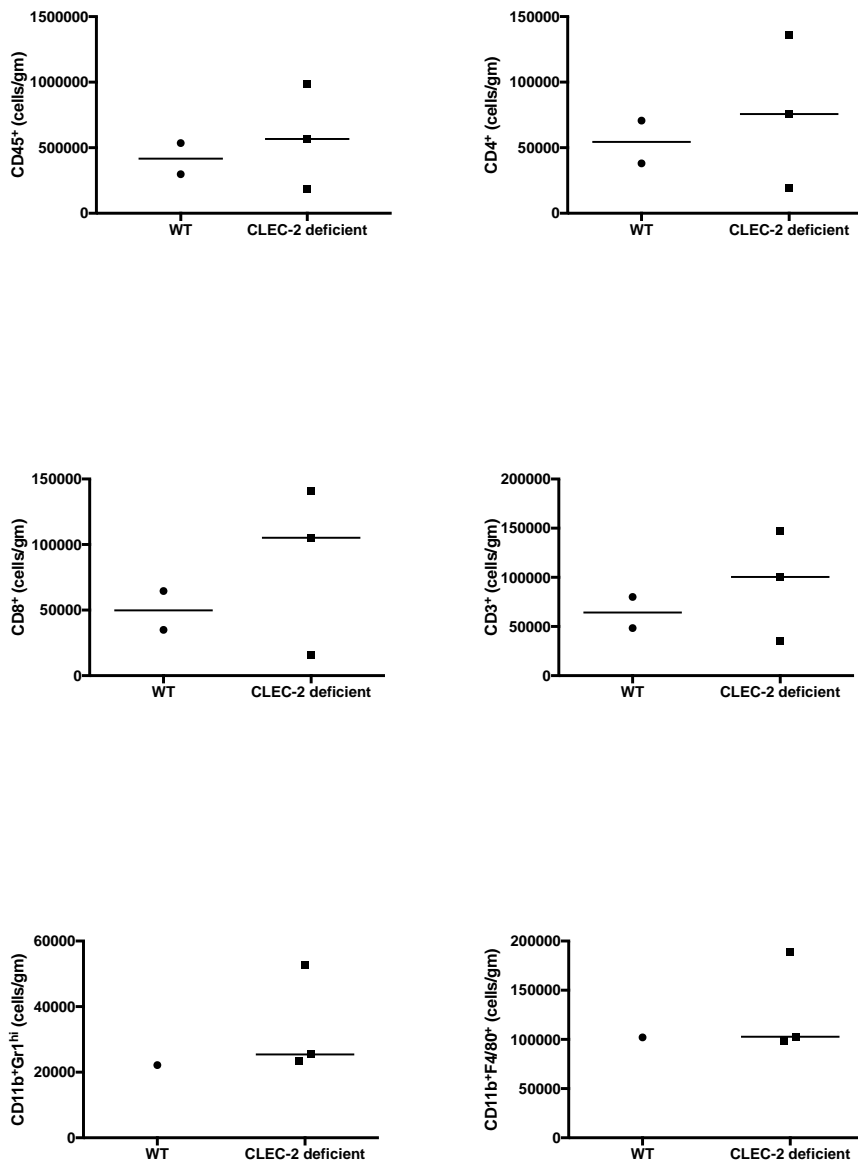 CD45⁺ (cells/gm)
1500000
1000000
500000
0
WT CLEC-2 deficient
CD4⁺ (cells/gm)
150000
100000
50000
0
WT CLEC-2 deficient
CD8⁺ (cells/gm)
150000
100000
50000
0
WT CLEC-2 deficient
CD3⁺ (cells/gm)
200000
150000
100000
50000
0
WT CLEC-2 deficient
CD11b⁺Gr1ʰⁱ (cells/gm)
60000
40000
20000
0
WT CLEC-2 deficient
CD11b⁺F4/80⁺ (cells/gm)
200000
150000
100000
50000
0
WT CLEC-2 deficient